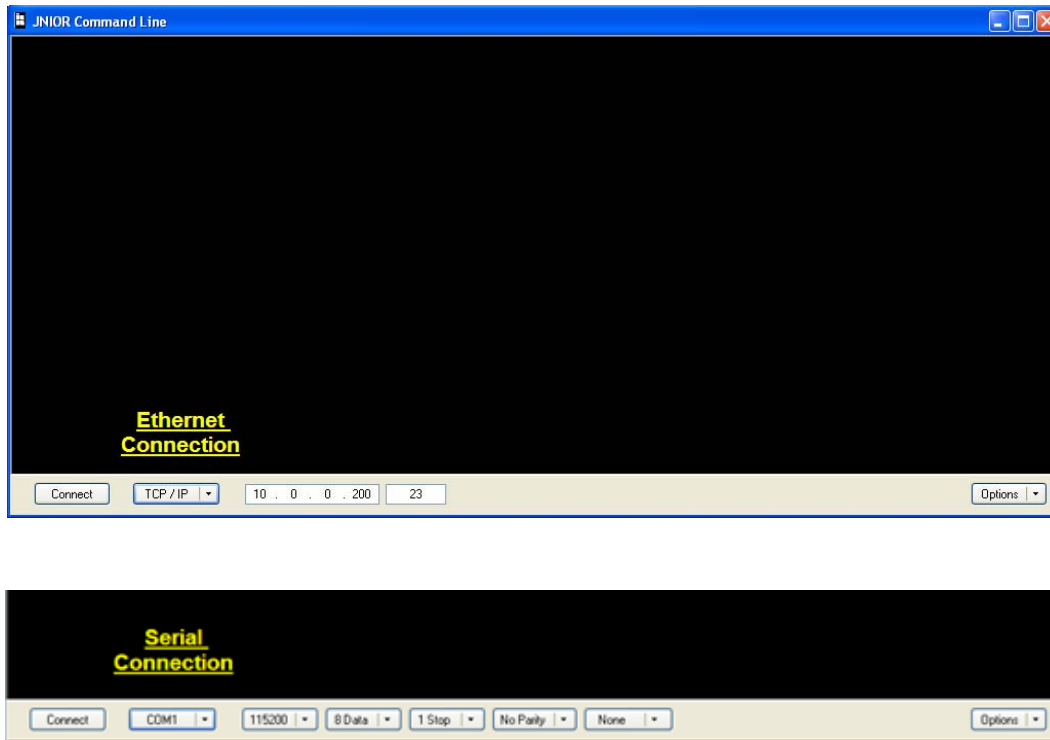 JNIOR Command Line
Ethernet
Connection
Connect TCP / IP 10 . 0 . 0 . 200 23 Options
Serial
Connection
Connect COM1 115200 8 Data 1 Stop No Parity None Options